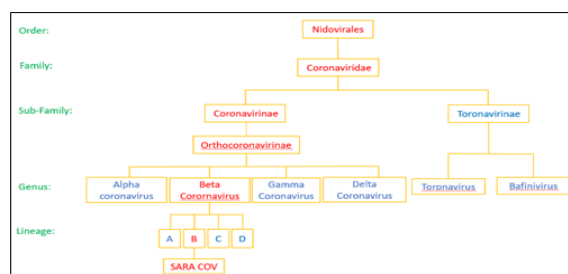 Order:
Nidovirales
Family:
Coronaviridae
Sub-Family:
Coronavirinae
Toronavirinae
Orthocoronavirinae
Genus:
Alpha
coronavirus
Beta
Corornavirus
Gamma
Coronavirus
Delta
Coronavirus
Toronavirus
Bafinivirus
Lineage:
A
B
C
D
SARA COV